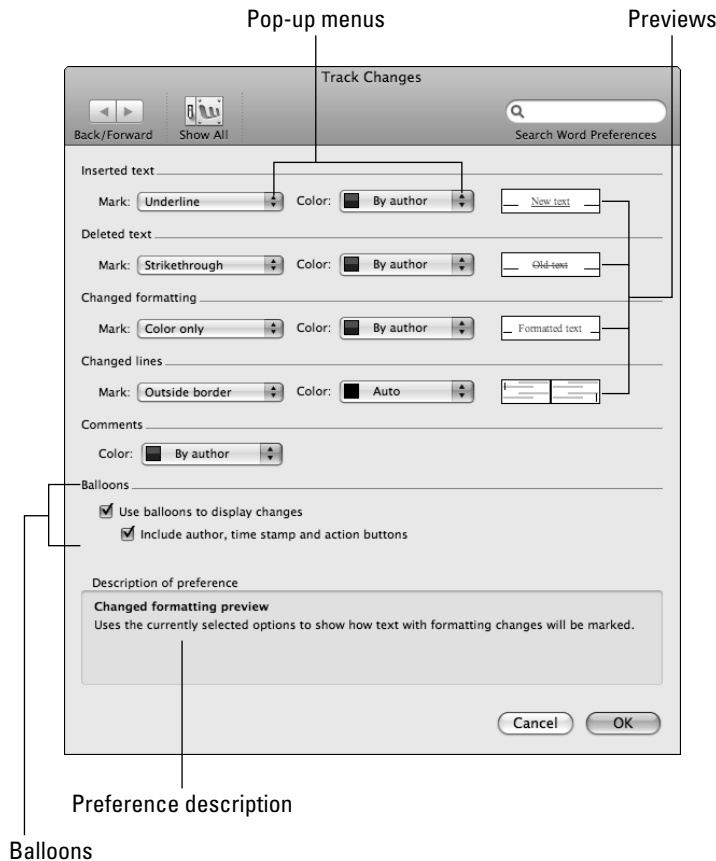 Pop-up menus Previews
Track Changes
Back/Forward Show All Search Word Preferences
Inserted text
Mark: Underline Color: By author New text
Deleted text
Mark: Strikethrough Color: By author Old text
Changed formatting
Mark: Color only Color: By author Formatted text
Changed lines
Mark: Outside border Color: Auto
Comments
Color: By author
Balloons
Use balloons to display changes
Include author, time stamp and action buttons
Description of preference
Changed formatting preview
Uses the currently selected options to show how text with formatting changes will be marked.
Cancel OK
Preference description
Balloons